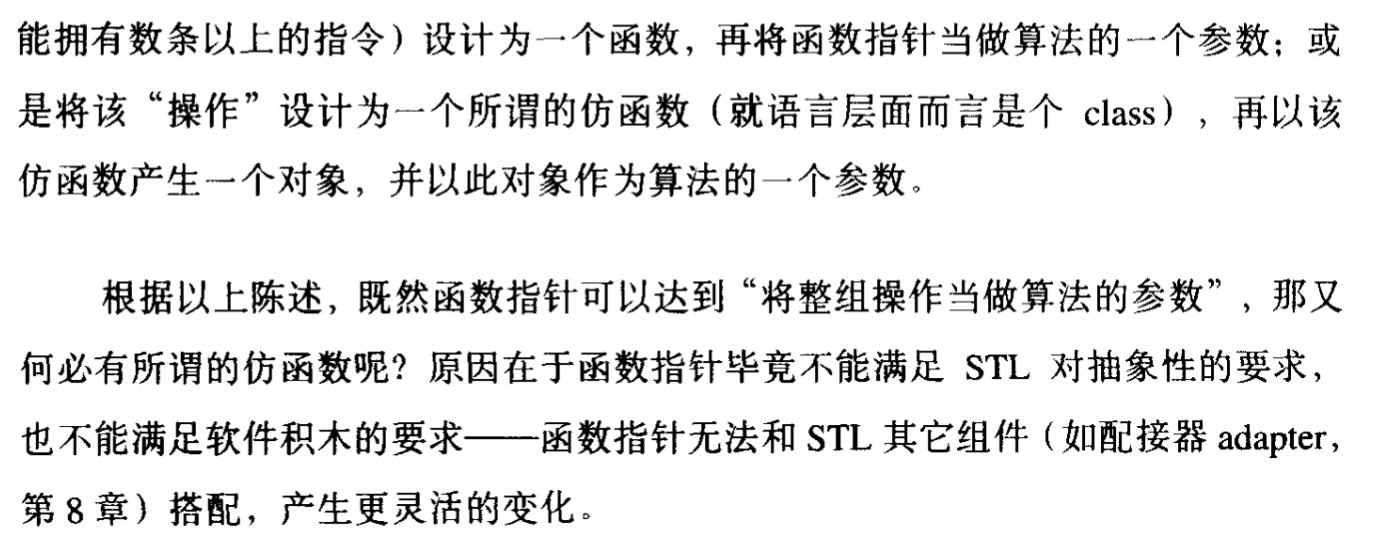 能拥有数条以上的指令）设计为一个函数，再将函数指针当做算法的一个参数；或
是将该“操作”设计为一个所谓的仿函数（就语言层面而言是个 class），再以该
仿函数产生一个对象，并以此对象作为算法的一个参数。
根据以上陈述，既然函数指针可以达到“将整组操作当做算法的参数”，那又
何必有所谓的仿函数呢？原因在于函数指针毕竟不能满足 STL 对抽象性的要求，
也不能满足软件积木的要求——函数指针无法和 STL 其它组件（如配接器 adapter，
第 8 章）搭配，产生更灵活的变化。